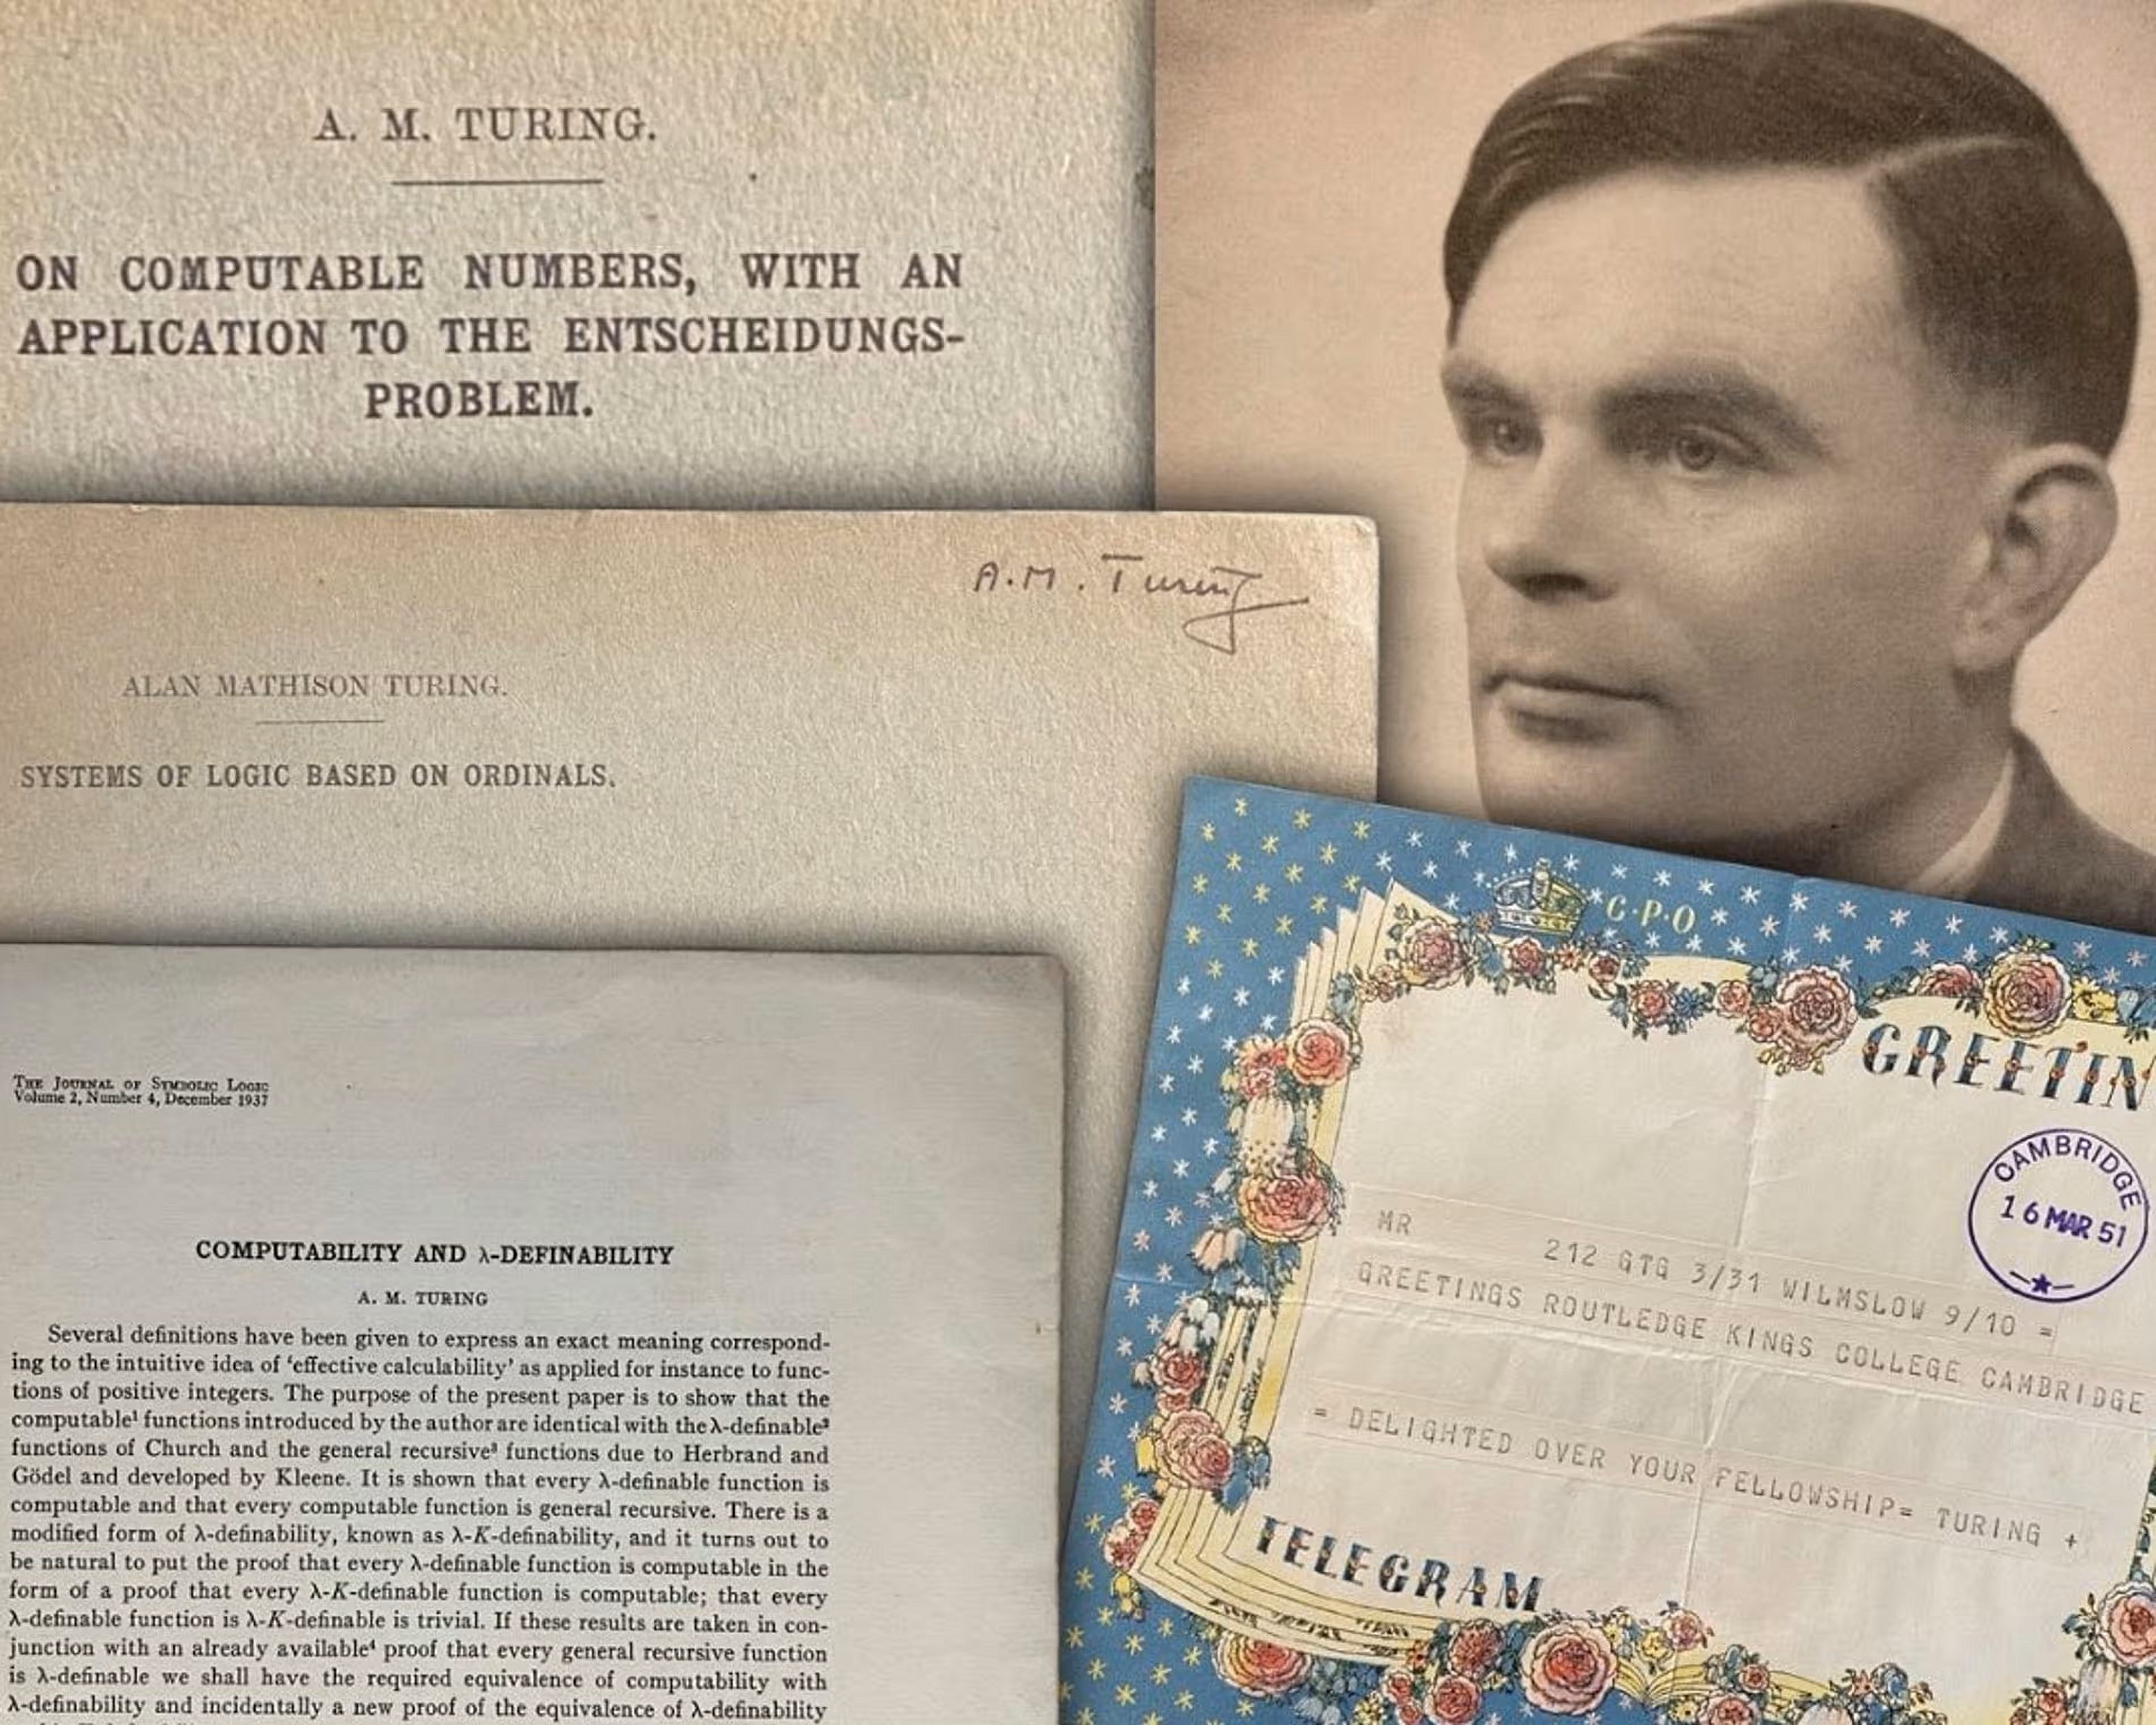 A. M. TURING.
ON COMPUTABLE NUMBERS, WITH AN
APPLICATION TO THE ENTSCHEIDUNGS-
PROBLEM.
A.M. Turing
ALAN MATHISON TURING.
SYSTEMS OF LOGIC BASED ON ORDINALS.
THE JOURNAL OF SYMBOLIC LOGIC
Volume 2, Number 4, December 1937
COMPUTABILITY AND λ-DEFINABILITY
A. M. TURING
Several definitions have been given to express an exact meaning correspond-
ing to the intuitive idea of ‘effective calculability’ as applied for instance to func-
tions of positive integers. The purpose of the present paper is to show that the
computable¹ functions introduced by the author are identical with the λ-definable²
functions of Church and the general recursive³ functions due to Herbrand and
Gödel and developed by Kleene. It is shown that every λ-definable function is
computable and that every computable function is general recursive. There is a
modified form of λ-definability, known as λ-K-definability, and it turns out to
be natural to put the proof that every λ-definable function is computable in the
form of a proof that every λ-K-definable function is computable; that every
λ-definable function is λ-K-definable is trivial. If these results are taken in con-
junction with an already available⁴ proof that every general recursive function
is λ-definable we shall have the required equivalence of computability with
λ-definability and incidentally a new proof of the equivalence of λ-definability
G·P·O
GREETIN
CAMBRIDGE
16 MAR 51
MR
212 GTG 3/31 WILMSLOW 9/10 =
GREETINGS ROUTLEDGE KINGS COLLEGE CAMBRIDGE
= DELIGHTED OVER YOUR FELLOWSHIP= TURING +
TELEGRAM